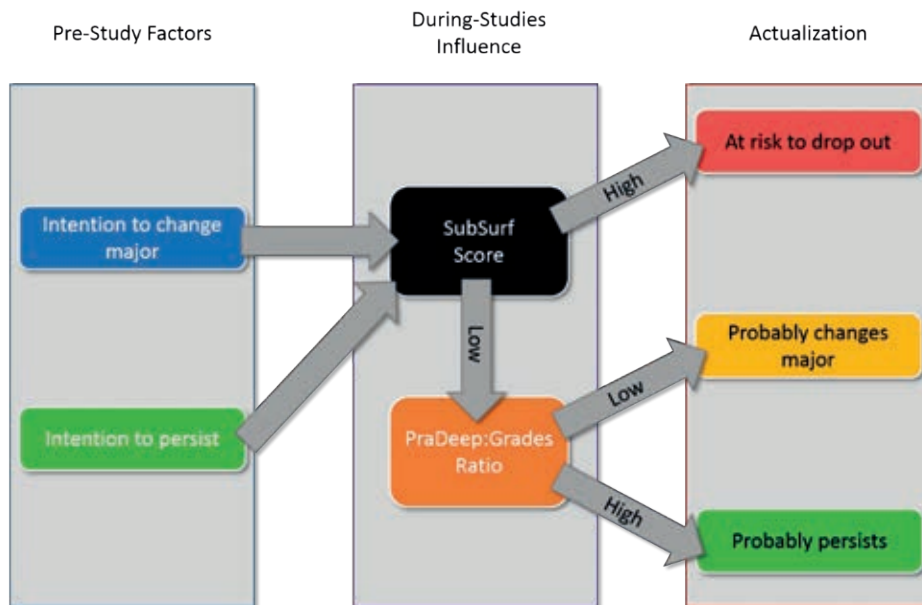 Pre-Study Factors
During-Studies
Influence
Actualization
At risk to drop out
High
Intention to change
major
SubSurf
Score
Low
Probably changes
major
Low
Intention to persist
PraDeep:Grades
Ratio
High
Probably persists